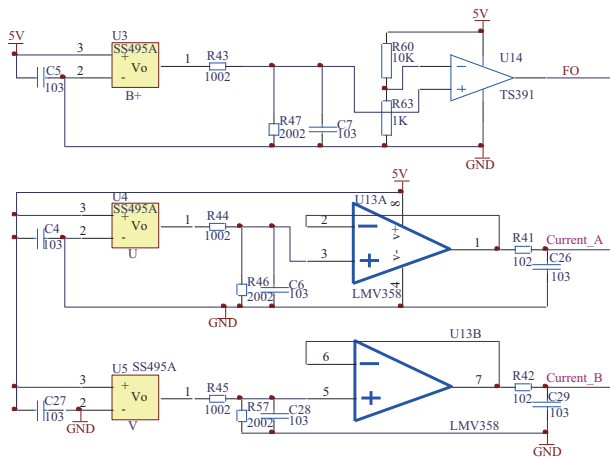 5V
U3
SS495A
3
+
Vo
1
R43
1002
C5
103
2
-
B+
R47
2002
C7
103
R60
10K
R63
1K
5V
U14
TS391
−
+
FO
GND
U4
SS495A
3
+
Vo
1
R44
1002
C4
103
2
-
U
R46
2002
C6
103
GND
5V
U13A
8
2
v+
3
v-
4
1
LMV358
R41
102
Current_A
C26
103
U5 SS495A
3
+
Vo
1
R45
1002
C27
103
2
-
GND
V
R57
2002
C28
103
U13B
6
5
7
LMV358
R42
102
Current_B
C29
103
GND